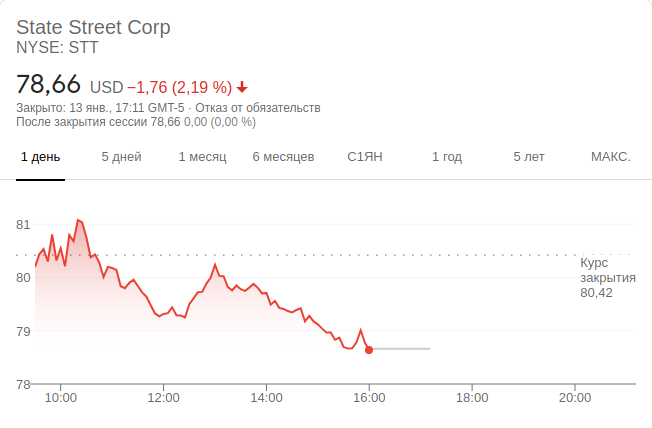 State Street Corp
NYSE: STT
78,66 USD −1,76 (2,19 %)
Закрыто: 13 янв., 17:11 GMT-5 · Отказ от обязательств
После закрытия сессии 78,66 0,00 (0,00 %)
1 день 5 дней 1 месяц 6 месяцев С1ЯН 1 год 5 лет МАКС.
81
Курс
закрытия
80,42
80
79
78
10:00 12:00 14:00 16:00 18:00 20:00